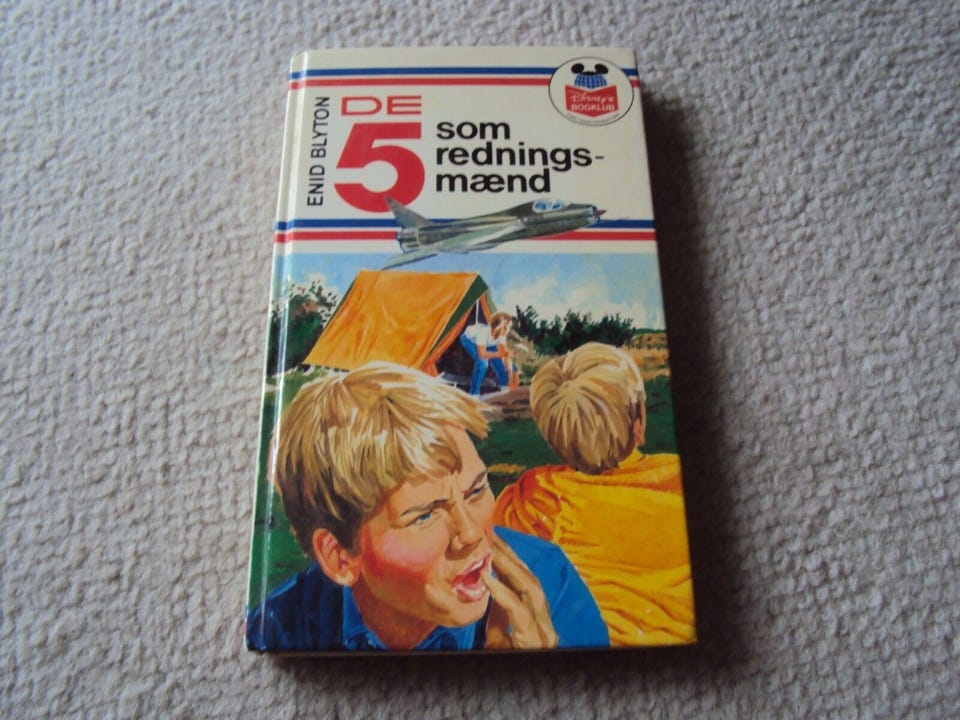 ENID BLYTON
DE
5
som
rednings-
mænd
Disney's
BOGKLUB